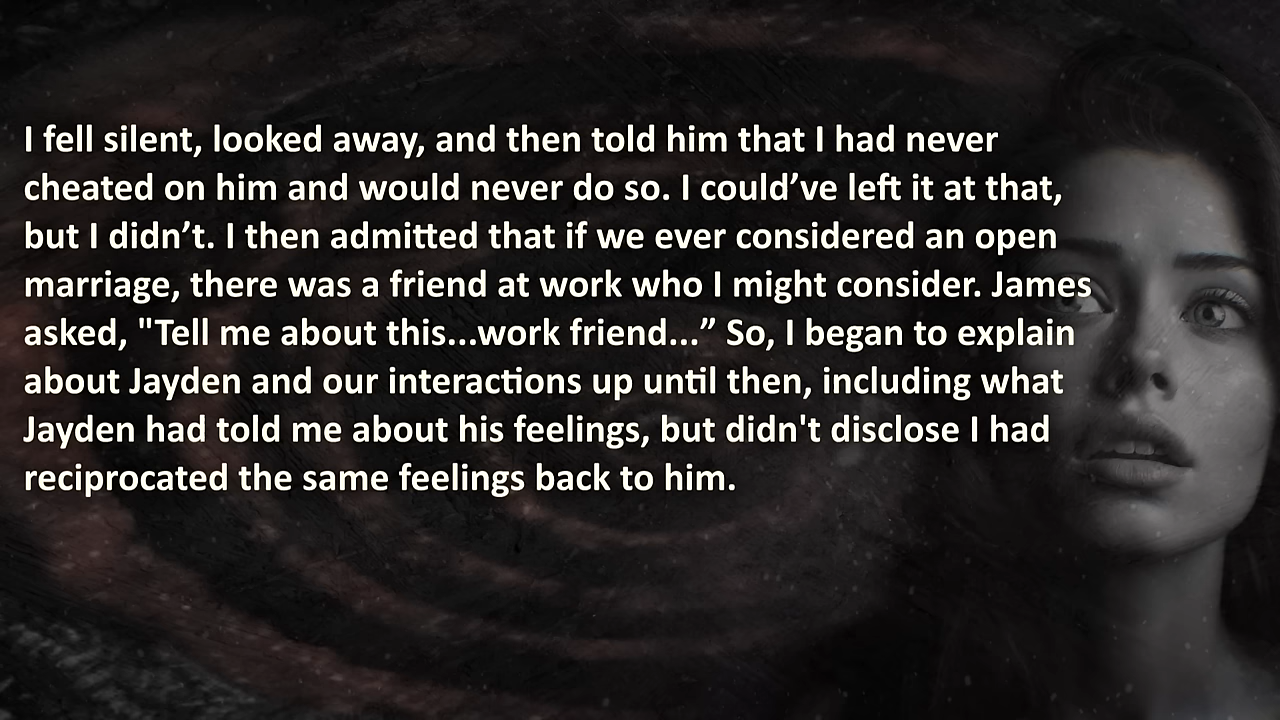 I fell silent, looked away, and then told him that I had never
cheated on him and would never do so. I could’ve left it at that,
but I didn’t. I then admitted that if we ever considered an open
marriage, there was a friend at work who I might consider. James
asked, "Tell me about this...work friend...” So, I began to explain
about Jayden and our interactions up until then, including what
Jayden had told me about his feelings, but didn't disclose I had
reciprocated the same feelings back to him.